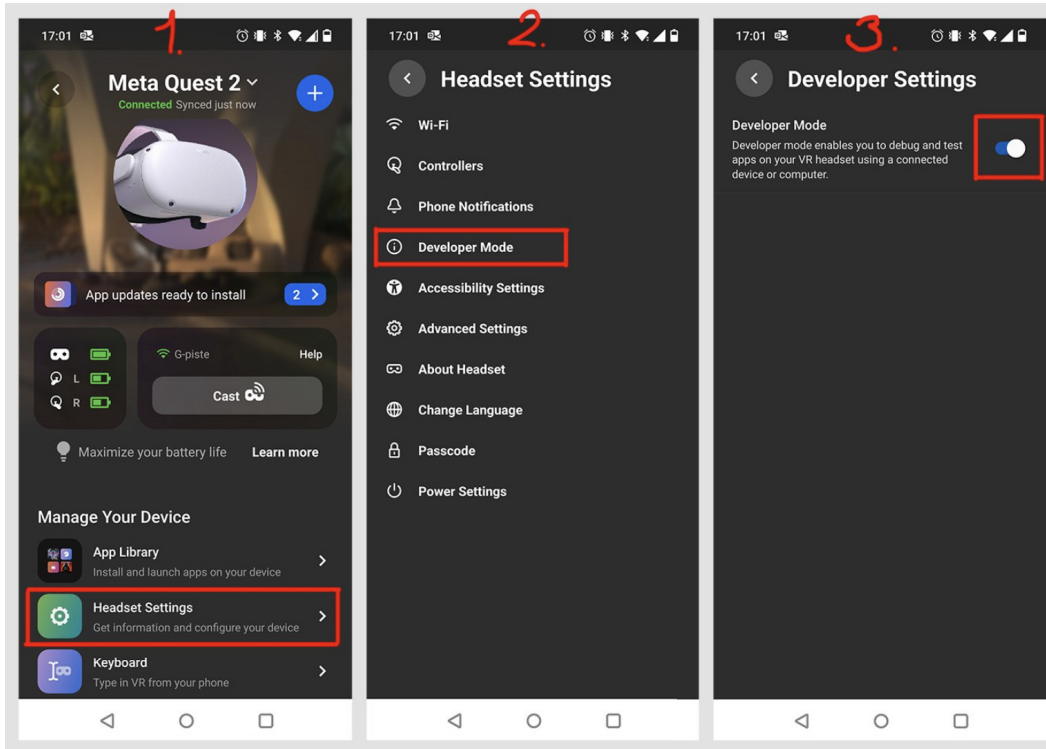 1.
17:01
Meta Quest 2
Connected Synced just now
App updates ready to install
2
G-piste
Help
L
R
Cast
Maximize your battery life
Learn more
Manage Your Device
App Library
Install and launch apps on your device
Headset Settings
Get information and configure your device
Keyboard
Type in VR from your phone
2.
17:01
Headset Settings
Wi-Fi
Controllers
Phone Notifications
Developer Mode
Accessibility Settings
Advanced Settings
About Headset
Change Language
Passcode
Power Settings
3.
17:01
Developer Settings
Developer Mode
Developer mode enables you to debug and test
apps on your VR headset using a connected
device or computer.